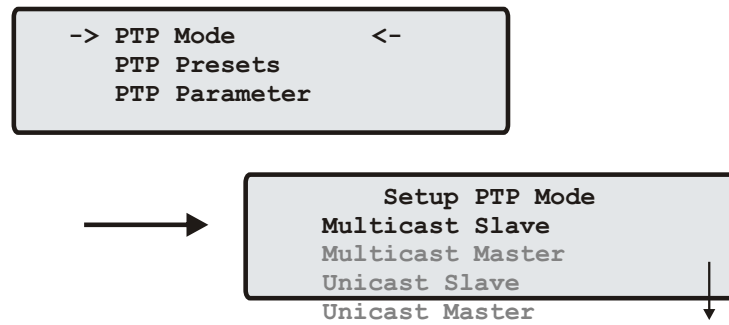 -> PTP Mode <-
PTP Presets
PTP Parameter
Setup PTP Mode
Multicast Slave
Multicast Master
Unicast Slave
Unicast Master